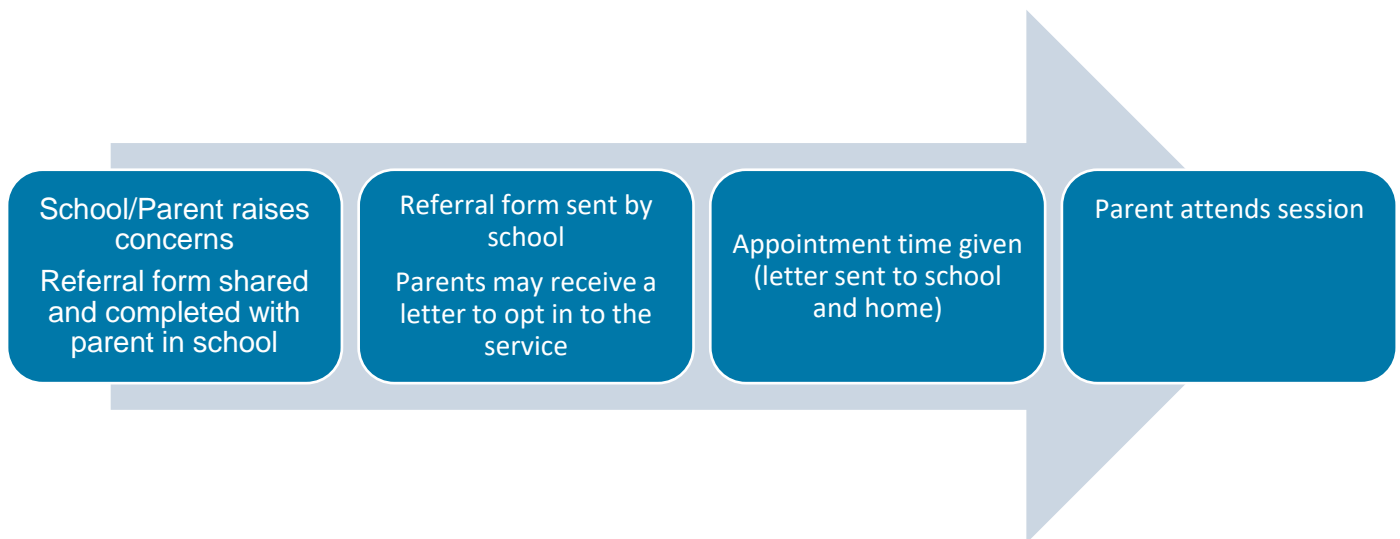 School/Parent raises
concerns
Referral form shared
and completed with
parent in school
Referral form sent by
school
Parents may receive a
letter to opt in to the
service
Appointment time given
(letter sent to school
and home)
Parent attends session